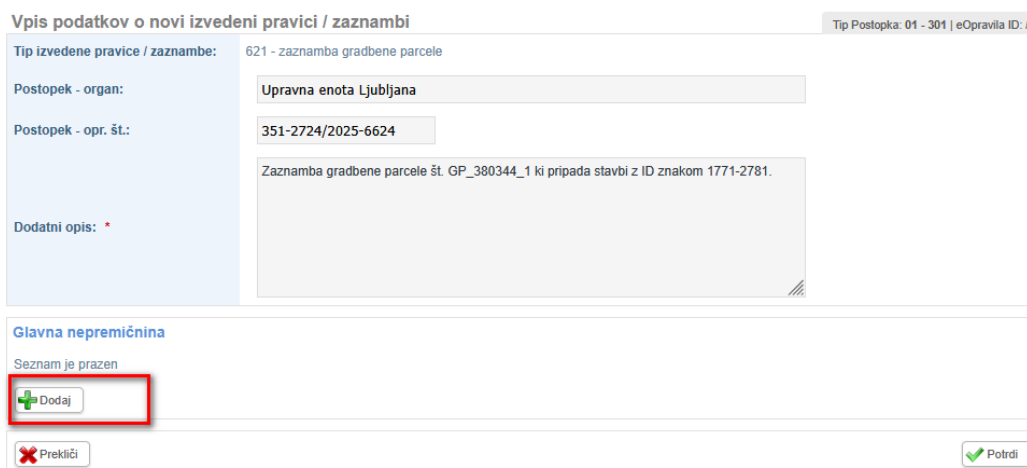 Vpis podatkov o novi izvedeni pravici / zaznambi
Tip Postopka: 01 - 301 | eOpravila ID:
Tip izvedene pravice / zaznambe: 621 - zaznamba gradbene parcele
Postopek - organ: Upravna enota Ljubljana
Postopek - opr. št.: 351-2724/2025-6624
Dodatni opis: * Zaznamba gradbene parcele št. GP_380344_1 ki pripada stavbi z ID znakom 1771-2781.
Glavna nepremičnina
Seznam je prazen
Dodaj
Prekliči Potrdi